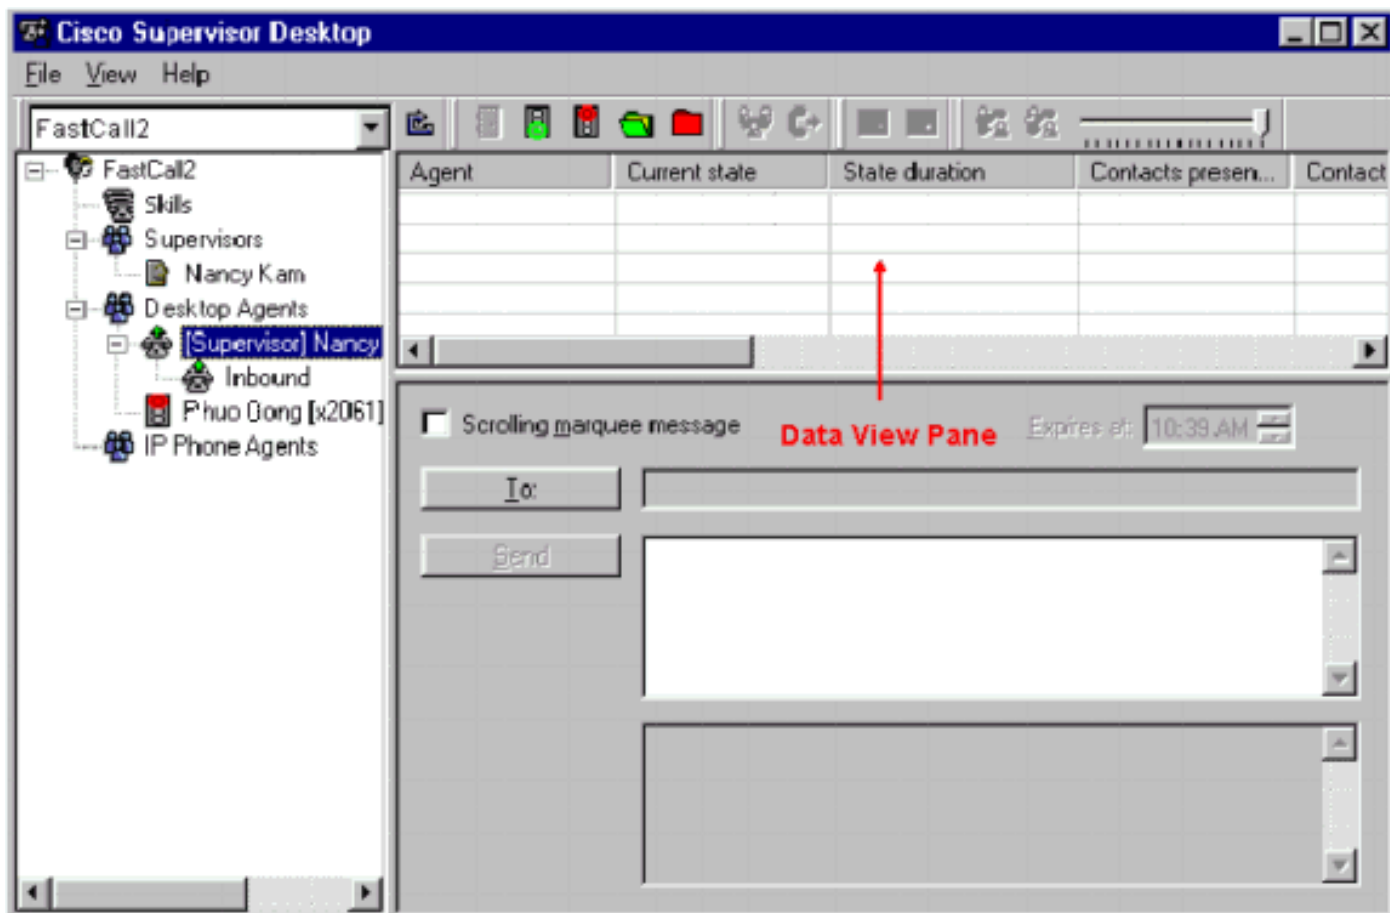 Cisco Supervisor Desktop
File View Help
FastCall2
FastCall2
Skills
Supervisors
Nancy Kam
Desktop Agents
[Supervisor] Nancy
Inbound
Phuo Gong [x2061]
IP Phone Agents
Agent Current state State duration Contacts presen... Contact
Scrolling marquee message
Data View Pane
Expires at: 10:39 AM
To:
Send